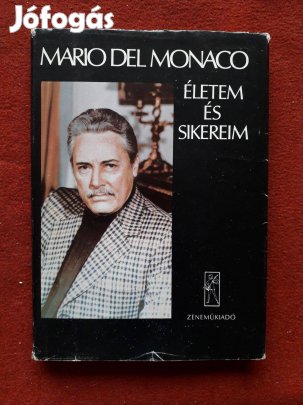 Jófogás
MARIO DEL MONACO
ÉLETEM
ÉS
SIKEREIM
ZENEMŰKIADÓ